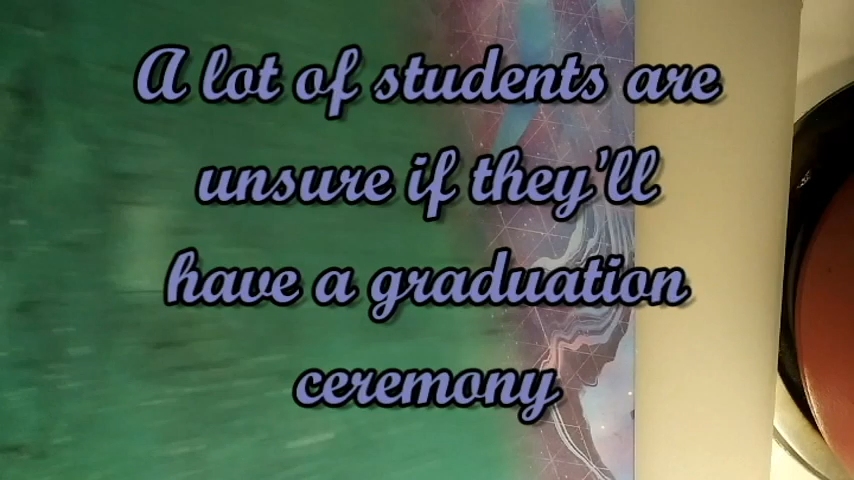 A lot of students are
unsure if they'll
have a graduation
ceremony